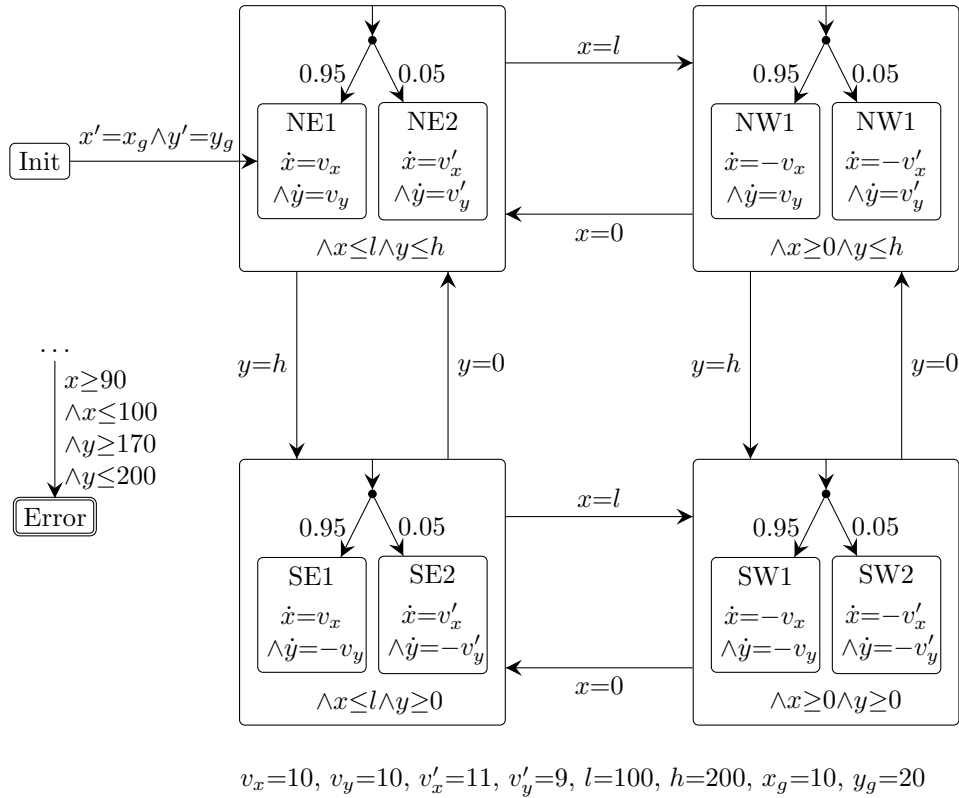 x=l
0.95 0.05
0.95 0.05
NE1 NE2
NW1 NW1
x'=x_g∧y'=y_g
Init
ẋ=v_x ẋ=v'_x
∧ẏ=v_y ∧ẏ=v'_y
ẋ=−v_x ẋ=−v'_x
∧ẏ=v_y ∧ẏ=v'_y
x=0
∧x≤l∧y≤h
∧x≥0∧y≤h
...
y=h
y=0
y=h
y=0
x≥90
∧x≤100
∧y≥170
∧y≤200
Error
x=l
0.95 0.05
0.95 0.05
SE1 SE2
SW1 SW2
ẋ=v_x ẋ=v'_x
∧ẏ=−v_y ∧ẏ=−v'_y
ẋ=−v_x ẋ=−v'_x
∧ẏ=−v_y ∧ẏ=−v'_y
x=0
∧x≤l∧y≥0
∧x≥0∧y≥0
v_x=10, v_y=10, v'_x=11, v'_y=9, l=100, h=200, x_g=10, y_g=20